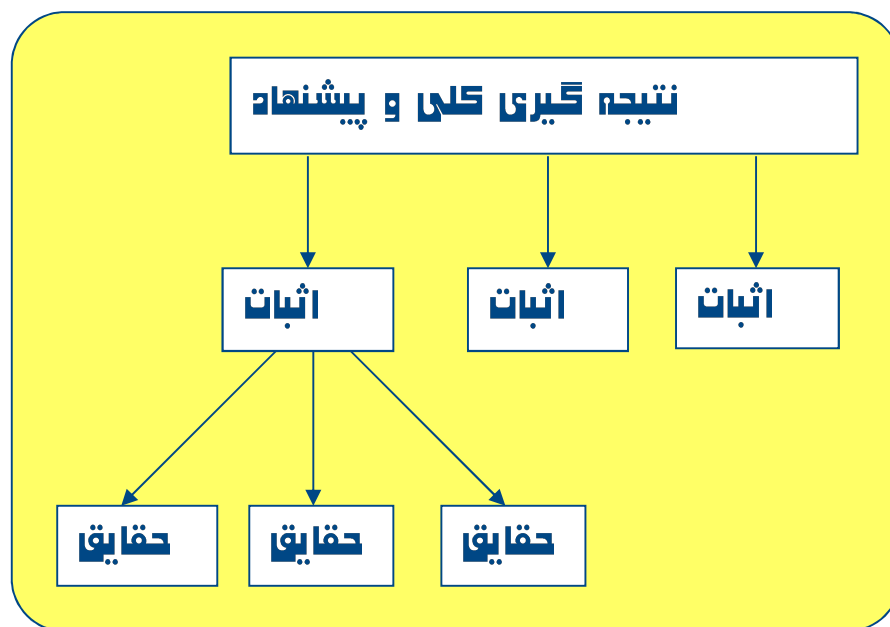 نتیجه گیری کلی و پیشنهاد
اثبات
اثبات
اثبات
حقایق
حقایق
حقایق